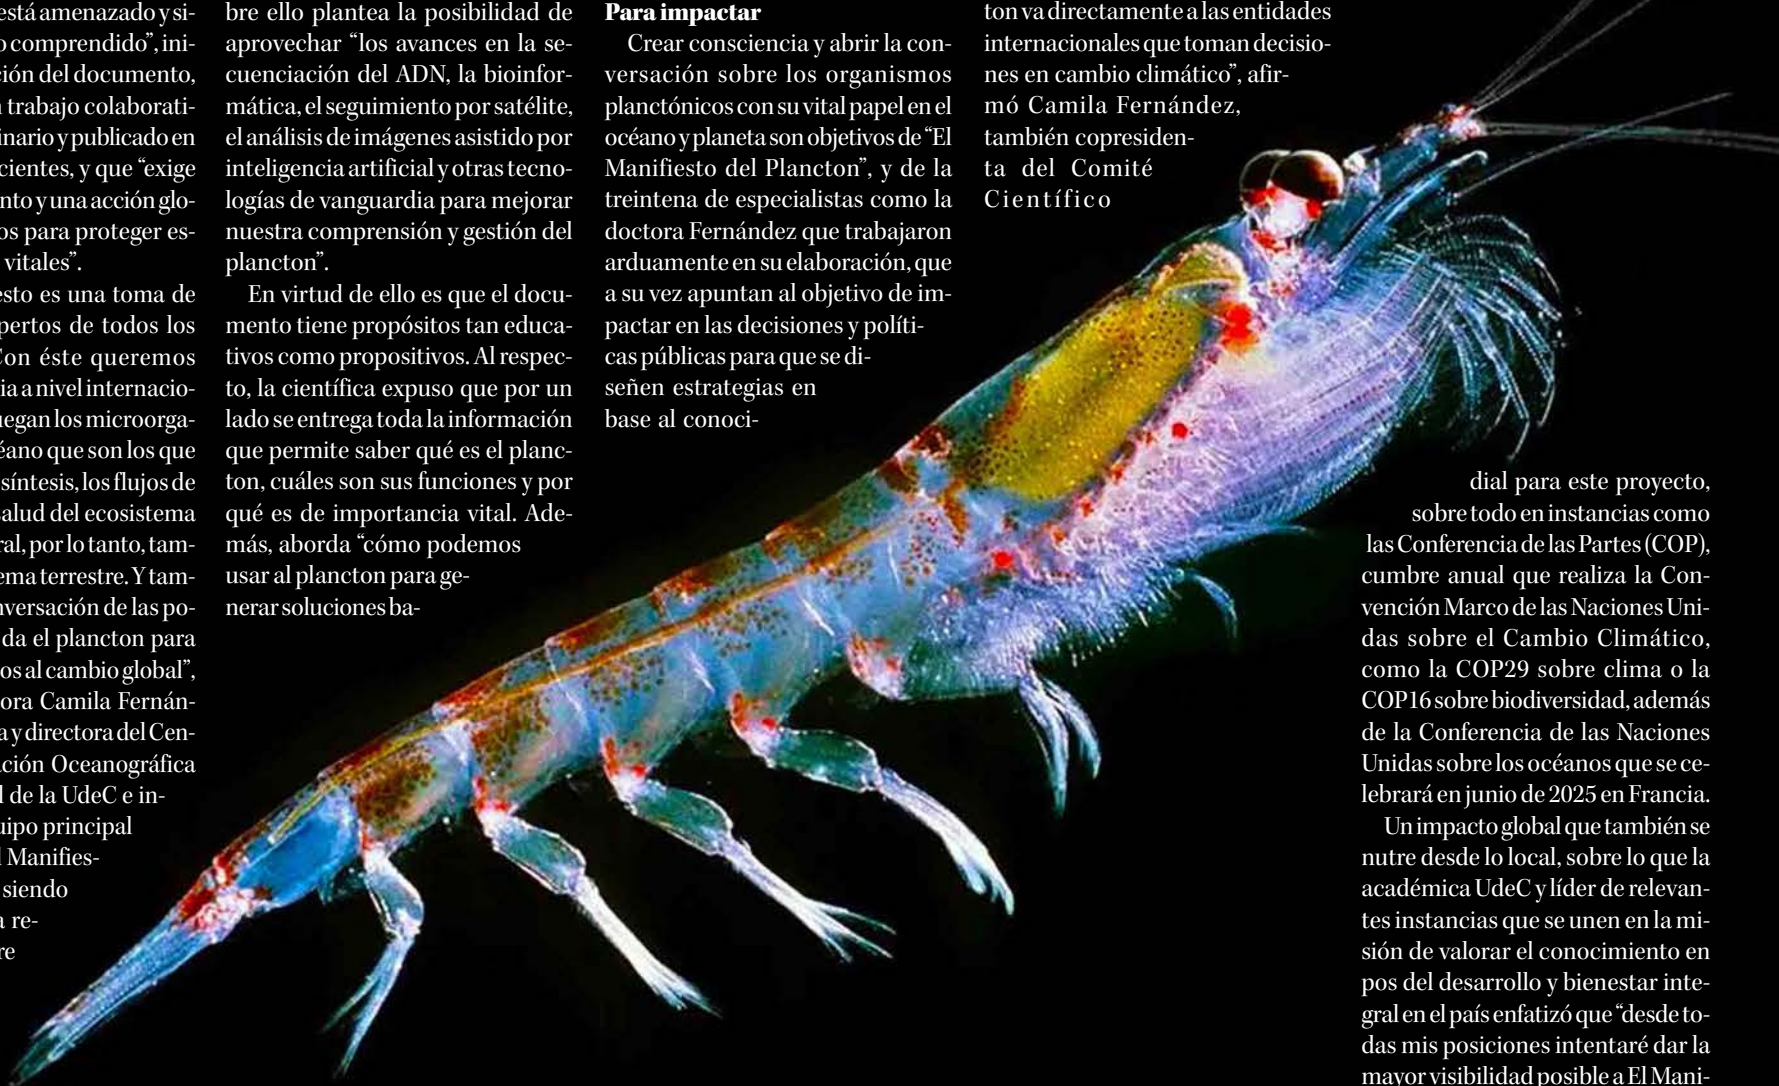 está amenazado y si-
o comprendido”, ini-
ción del documento,
trabajo colaborati-
inario y publicado en
cientes, y que “exige
nto y una acción glo-
os para proteger es-
vitales”.
esto es una toma de
pertos de todos los
Con éste queremos
ia a nivel internacio-
uegan los microorga-
éano que son los que
síntesis, los flujos de
salud del ecosistema
ral, por lo tanto, tam-
ema terrestre. Y tam-
nversación de las po-
da el plancton para
os al cambio global”,
ora Camila Fernán-
a y directora del Cen-
ación Oceanográfica
l de la UdeC e in-
uipo principal
l Manifies-
siendo
a re-
re
bre ello plantea la posibilidad de
aprovechar “los avances en la se-
cuenciación del ADN, la bioinfor-
mática, el seguimiento por satélite,
el análisis de imágenes asistido por
inteligencia artificial y otras tecno-
logías de vanguardia para mejorar
nuestra comprensión y gestión del
plancton”.
En virtud de ello es que el docu-
mento tiene propósitos tan educa-
tivos como propositivos. Al respec-
to, la científica expuso que por un
lado se entrega toda la información
que permite saber qué es el planc-
ton, cuáles son sus funciones y por
qué es de importancia vital. Ade-
más, aborda “cómo podemos
usar al plancton para ge-
nerar soluciones ba-
Para impactar
Crear consciencia y abrir la con-
versación sobre los organismos
planctónicos con su vital papel en el
océano y planeta son objetivos de “El
Manifiesto del Plancton”, y de la
treintena de especialistas como la
doctora Fernández que trabajaron
arduamente en su elaboración, que
a su vez apuntan al objetivo de im-
pactar en las decisiones y políti-
cas públicas para que se di-
señen estrategias en
base al conoci-
ton va directamente a las entidades
internacionales que toman decisio-
nes en cambio climático”, afir-
mó Camila Fernández,
también copresiden-
ta del Comité
Científico
dial para este proyecto,
sobre todo en instancias como
las Conferencia de las Partes (COP),
cumbre anual que realiza la Con-
vención Marco de las Naciones Uni-
das sobre el Cambio Climático,
como la COP29 sobre clima o la
COP16 sobre biodiversidad, además
de la Conferencia de las Naciones
Unidas sobre los océanos que se ce-
lebrará en junio de 2025 en Francia.
Un impacto global que también se
nutre desde lo local, sobre lo que la
académica UdeC y líder de relevan-
tes instancias que se unen en la mi-
sión de valorar el conocimiento en
pos del desarrollo y bienestar inte-
gral en el país enfatizó que “desde to-
das mis posiciones intentaré dar la
mayor visibilidad posible a El Mani-